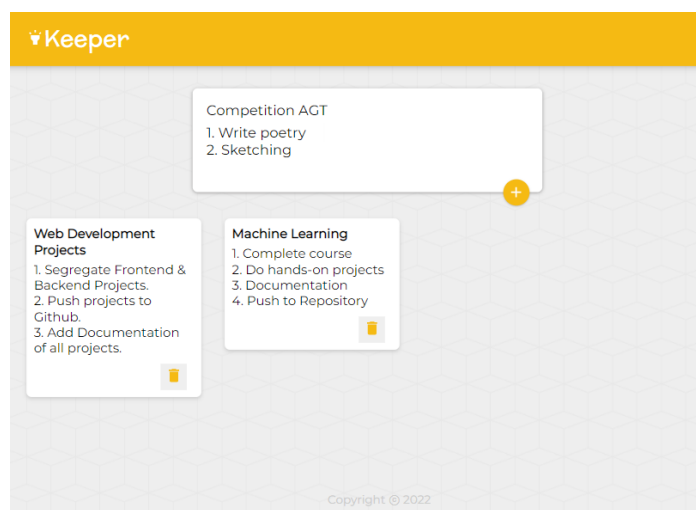 Keeper
Competition AGT
1. Write poetry
2. Sketching
+
Web Development
Projects
1. Segregate Frontend &
Backend Projects.
2. Push projects to
Github.
3. Add Documentation
of all projects.
Machine Learning
1. Complete course
2. Do hands-on projects
3. Documentation
4. Push to Repository
Copyright © 2022